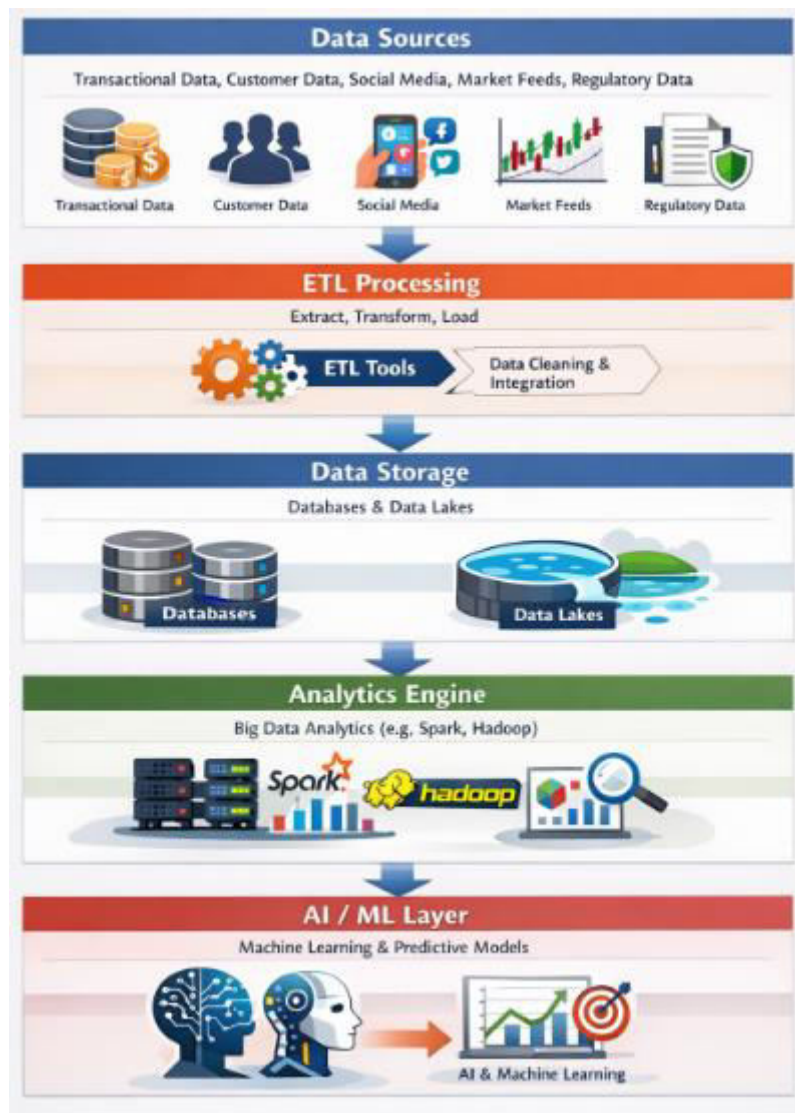 Data Sources
Transactional Data, Customer Data, Social Media, Market Feeds, Regulatory Data
Transactional Data
Customer Data
Social Media
Market Feeds
Regulatory Data
ETL Processing
Extract, Transform, Load
ETL Tools
Data Cleaning &
Integration
Data Storage
Databases & Data Lakes
Databases
Data Lakes
Analytics Engine
Big Data Analytics (e.g. Spark, Hadoop)
Spark
hadoop
AI / ML Layer
Machine Learning & Predictive Models
AI & Machine Learning